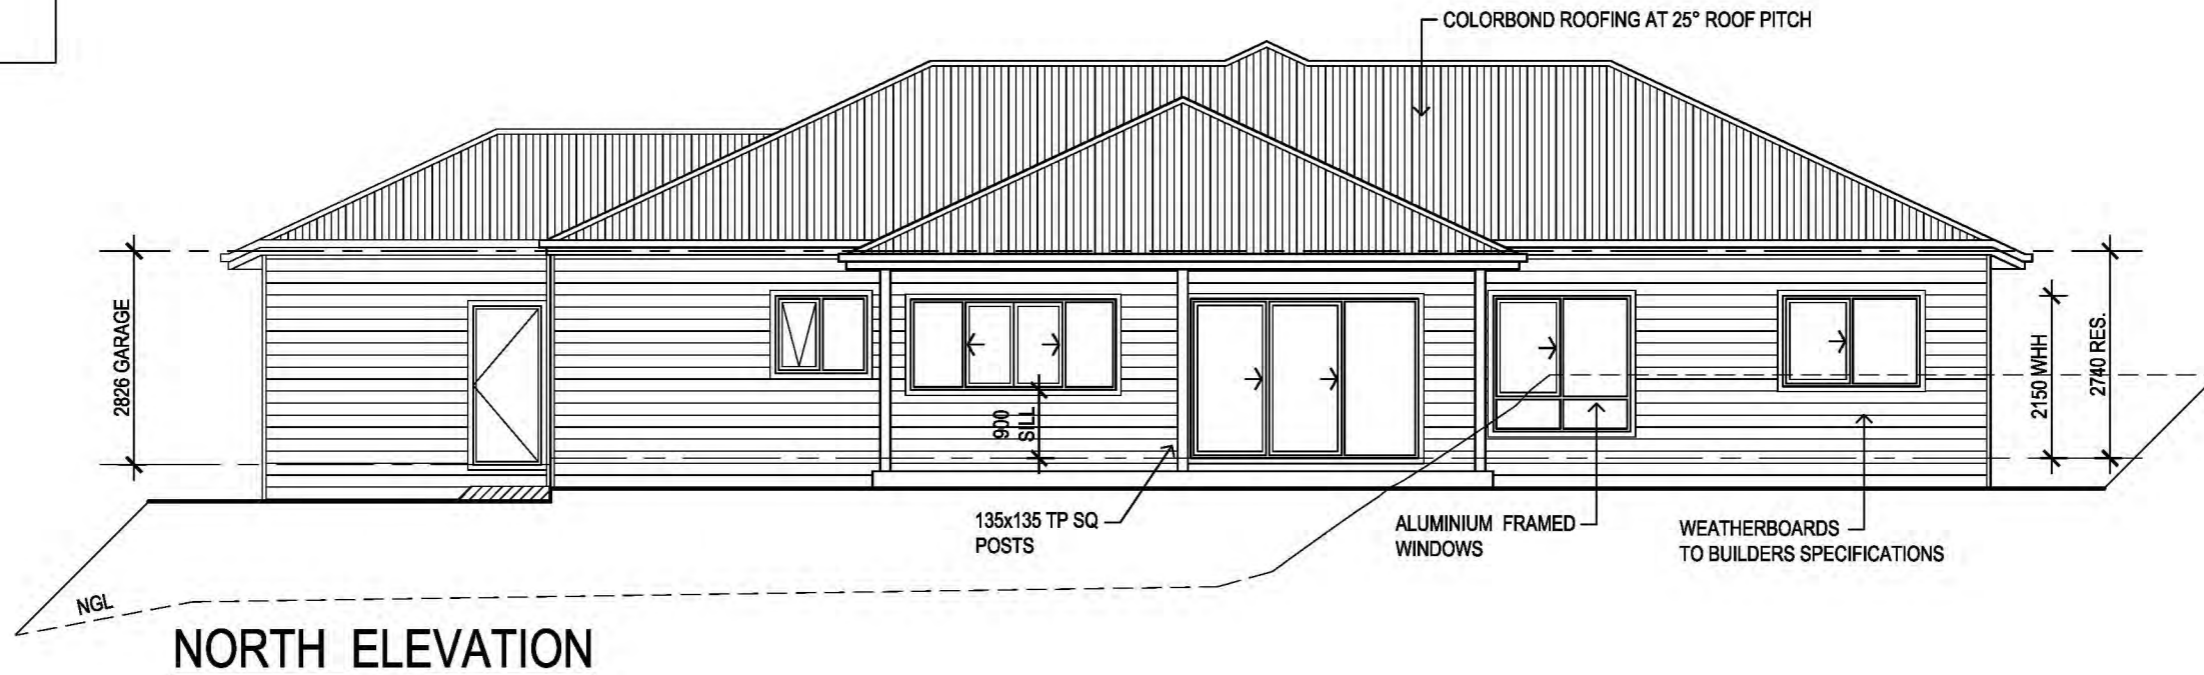 COLORBOND ROOFING AT 25° ROOF PITCH
2826 GARAGE
900
SILL
2150 WHH
2740 RES.
135x135 TP SQ
POSTS
ALUMINIUM FRAMED
WINDOWS
WEATHERBOARDS
TO BUILDERS SPECIFICATIONS
NGL
NORTH ELEVATION